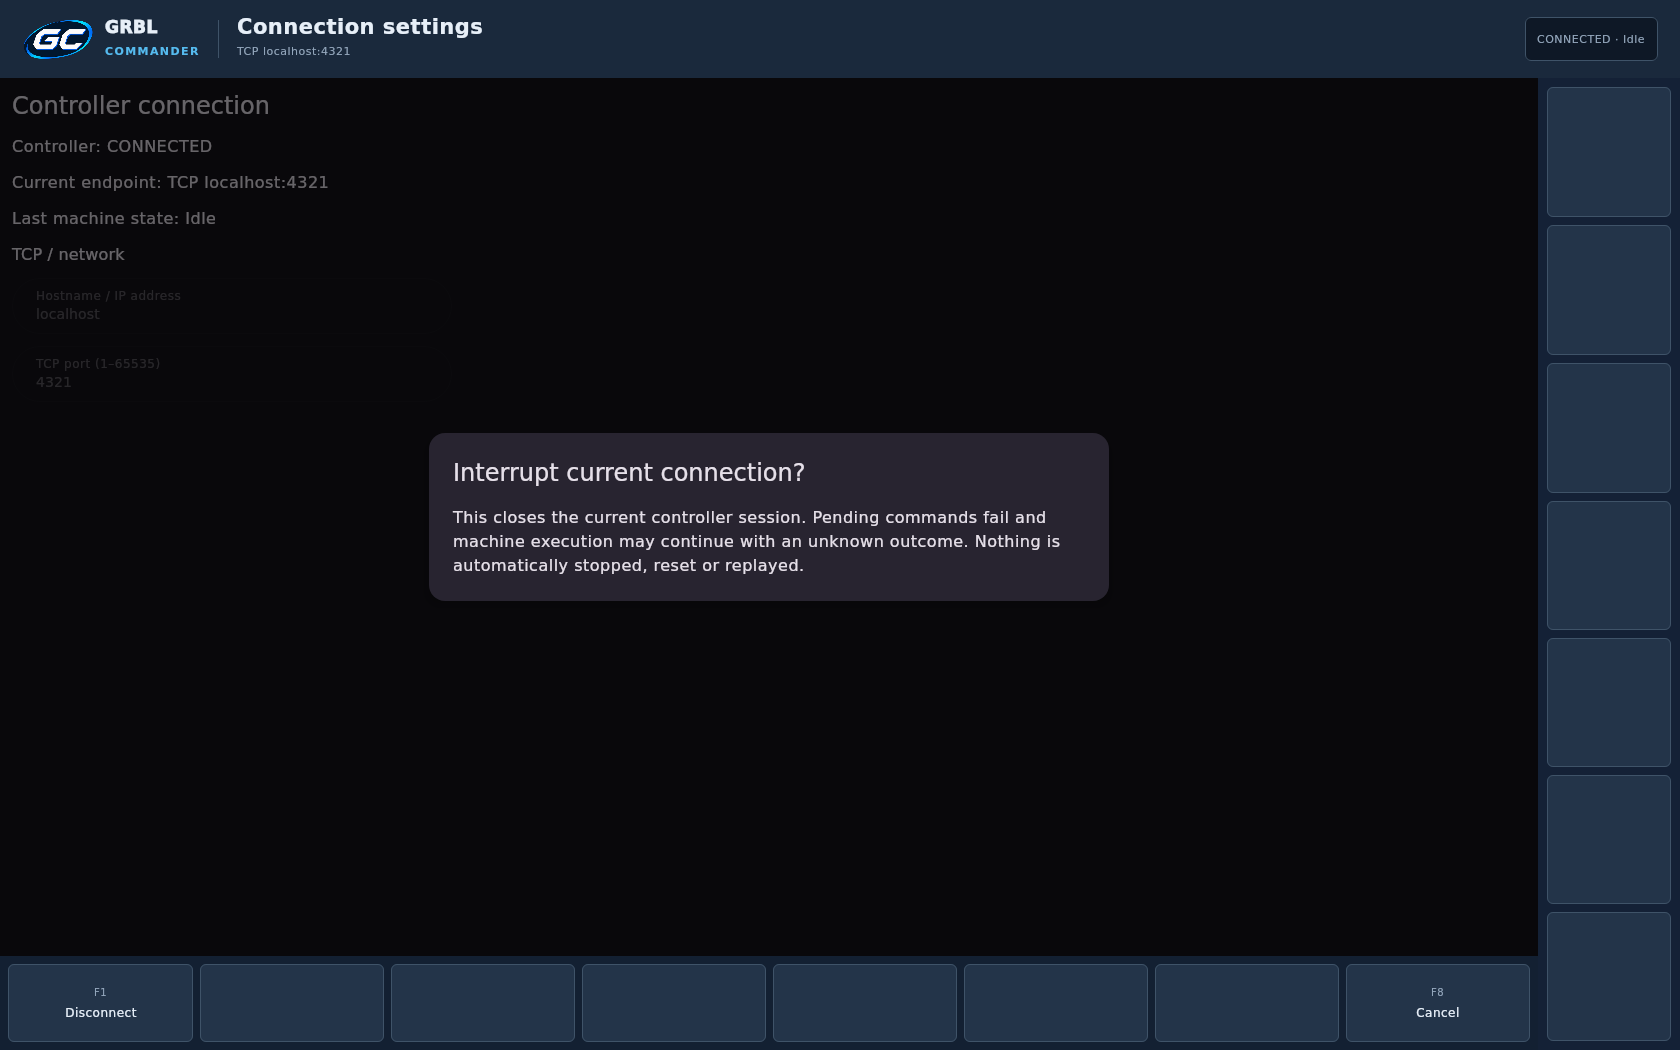 GC
GRBL
COMMANDER
Connection settings
TCP localhost:4321
CONNECTED · Idle
Controller connection
Controller: CONNECTED
Current endpoint: TCP localhost:4321
Last machine state: Idle
TCP / network
Hostname / IP address
localhost
TCP port (1–65535)
4321
Interrupt current connection?
This closes the current controller session. Pending commands fail and
machine execution may continue with an unknown outcome. Nothing is
automatically stopped, reset or replayed.
F1
Disconnect
F8
Cancel